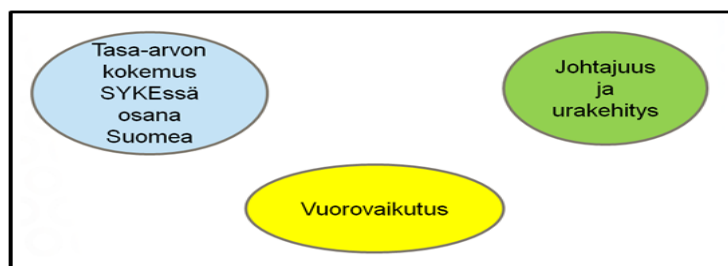 Tasa-arvon
kokemus
SYKEssä
osana
Suomea
Johtajuus
ja
urakehitys
Vuorovaikutus